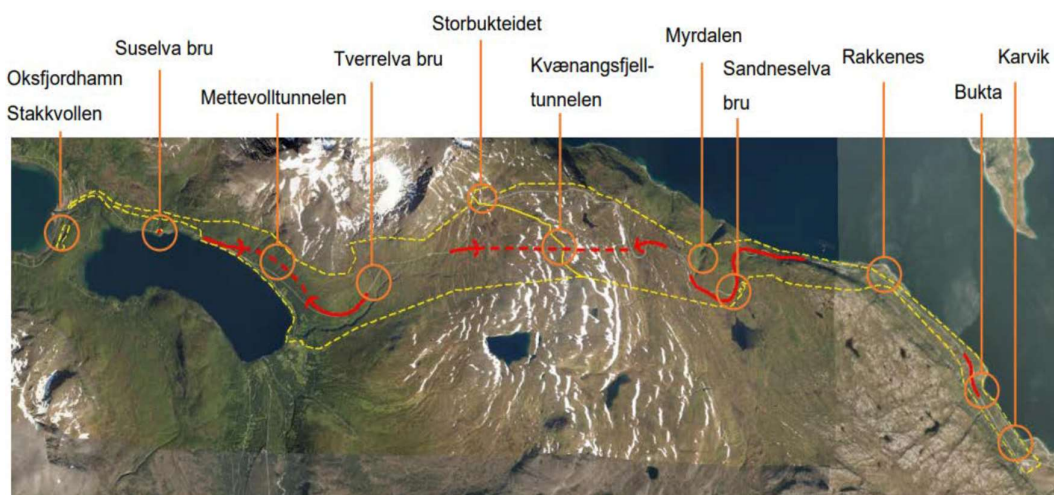 Oksfjordhamn
Stakkvollen
Suselva bru
Mettevolltunnelen
Tverrelva bru
Storbukteidet
Kvænangsfjell-
tunnelen
Myrdalen
Sandneselva
bru
Rakkenes
Bukta
Karvik